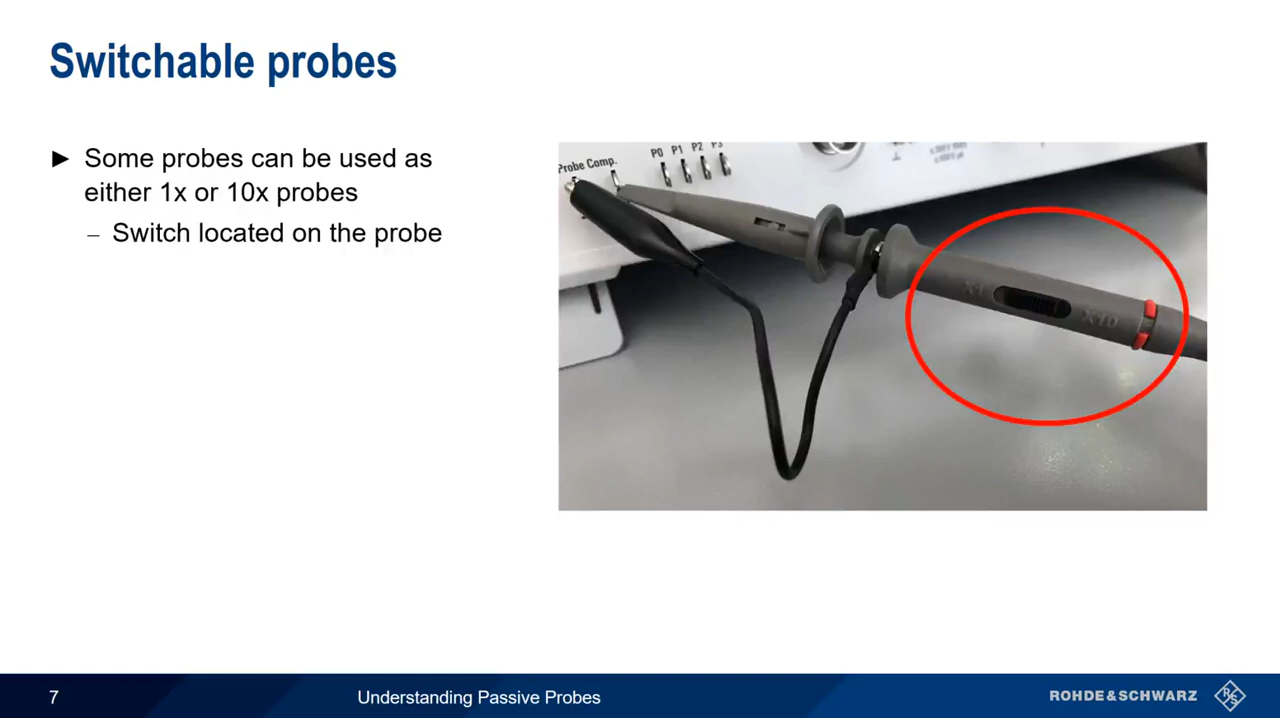 Switchable probes
► Some probes can be used as
either 1x or 10x probes
– Switch located on the probe
Probe Comp.
P0 P1 P2 P3
X1
X10
7
Understanding Passive Probes
ROHDE&SCHWARZ
R&S